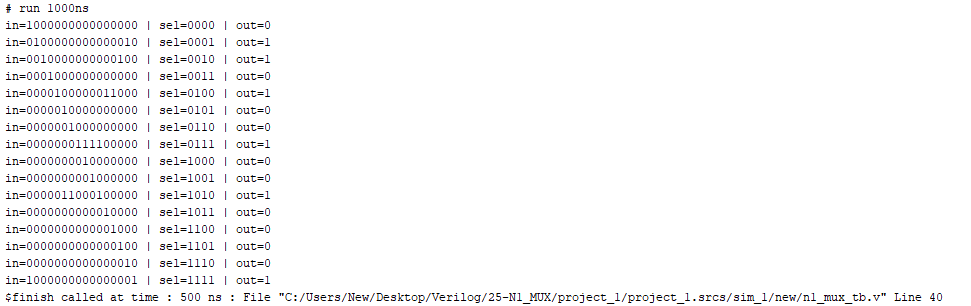 # run 1000ns
in=1000000000000000 | sel=0000 | out=0
in=0100000000000010 | sel=0001 | out=1
in=0010000000000100 | sel=0010 | out=1
in=0001000000000000 | sel=0011 | out=0
in=0000100000011000 | sel=0100 | out=1
in=0000010000000000 | sel=0101 | out=0
in=0000001000000000 | sel=0110 | out=0
in=0000000111100000 | sel=0111 | out=1
in=0000000010000000 | sel=1000 | out=0
in=0000000001000000 | sel=1001 | out=0
in=0000011000100000 | sel=1010 | out=1
in=0000000000010000 | sel=1011 | out=0
in=0000000000001000 | sel=1100 | out=0
in=0000000000000100 | sel=1101 | out=0
in=0000000000000010 | sel=1110 | out=0
in=1000000000000001 | sel=1111 | out=1
$finish called at time : 500 ns : File "C:/Users/New/Desktop/Verilog/25-N1_MUX/project_1/project_1.srcs/sim_1/new/n1_mux_tb.v" Line 40